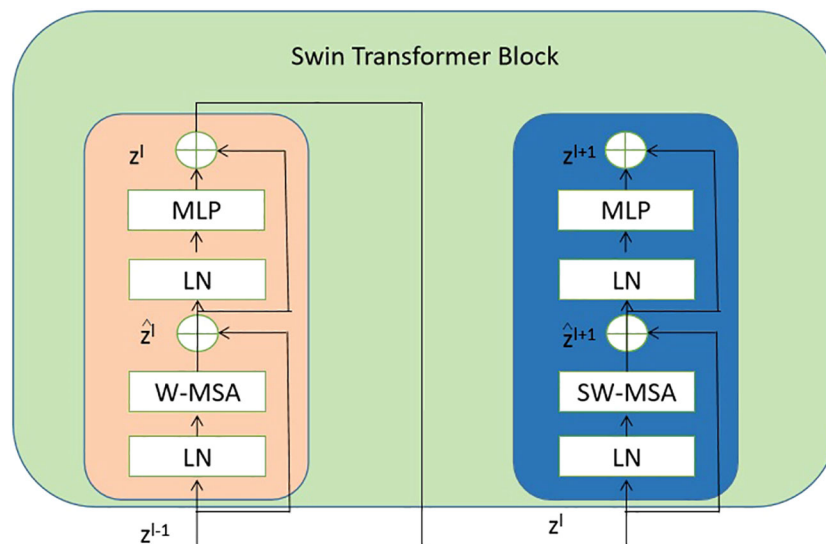 Swin Transformer Block
zˡ
MLP
LN
ẑˡ
W-MSA
LN
zˡ⁻¹
zˡ⁺¹
MLP
LN
ẑˡ⁺¹
SW-MSA
LN
zˡ